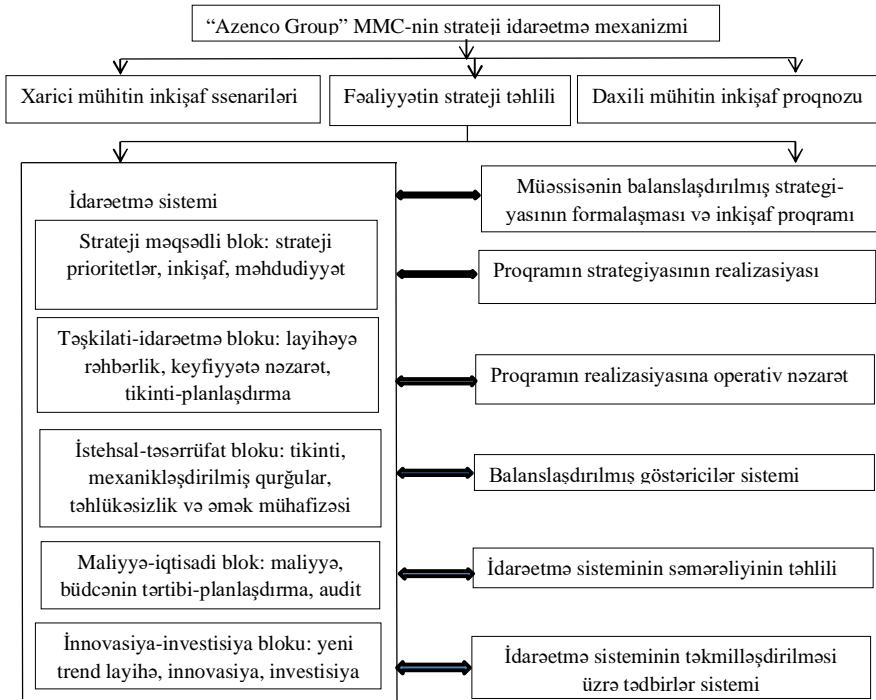 “Azenco Group” MMC-nin strateji idarəetmə mexanizmi
Xarici mühitin inkişaf ssenariləri
Fəaliyyətin strateji təhlili
Daxili mühitin inkişaf proqnozu
İdarəetmə sistemi
Strateji məqsədli blok: strateji
prioritetlər, inkişaf, məhdudiyyət
Təşkilati-idarəetmə bloku: layihəyə
rəhbərlik, keyfiyyətə nəzarət,
tikinti-planlaşdırma
İstehsal-təsərrüfat bloku: tikinti,
mexanikləşdirilmiş qurğular,
təhlükəsizlik və əmək mühafizəsi
Maliyyə-iqtisadi blok: maliyyə,
büdcənin tərtibi-planlaşdırma, audit
İnnovasiya-investisiya bloku: yeni
trend layihə, innovasiya, investisiya
Müəssisənin balanslaşdırılmış strategi-
yasının formalaşması və inkişaf proqramı
Proqramın strategiyasının realizasiyası
Proqramın realizasiyasına operativ nəzarət
Balanslaşdırılmış göstəricilər sistemi
İdarəetmə sisteminin səmərəliyinin təhlili
İdarəetmə sisteminin təkmilləşdirilməsi
üzrə tədbirlər sistemi